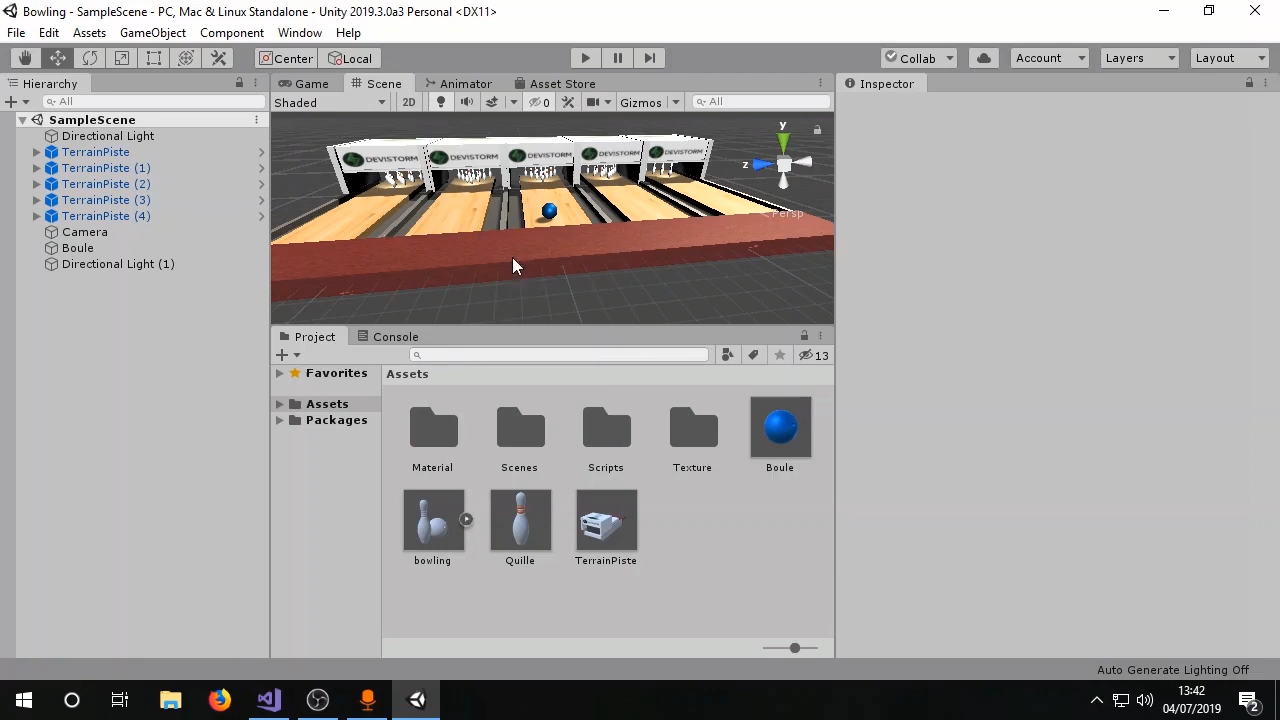 Bowling - SampleScene - PC, Mac & Linux Standalone - Unity 2019.3.0a3 Personal <DX11>
File Edit Assets GameObject Component Window Help
Center Local Collab Account Layers Layout
Hierarchy Game Scene Animator Asset Store Inspector
All Shaded 2D 0 Gizmos All
SampleScene
Directional Light
TerrainPiste
TerrainPiste (1)
TerrainPiste (2)
TerrainPiste (3)
TerrainPiste (4)
Camera
Boule
Directional Light (1)
DEVISTORM DEVISTORM DEVISTORM DEVISTORM DEVISTORM
y
z
Persp
Project Console
13
Favorites
Assets
Packages
Assets
Material Scenes Scripts Texture Boule
bowling Quille TerrainPiste
Auto Generate Lighting Off
13:42
04/07/2019
2